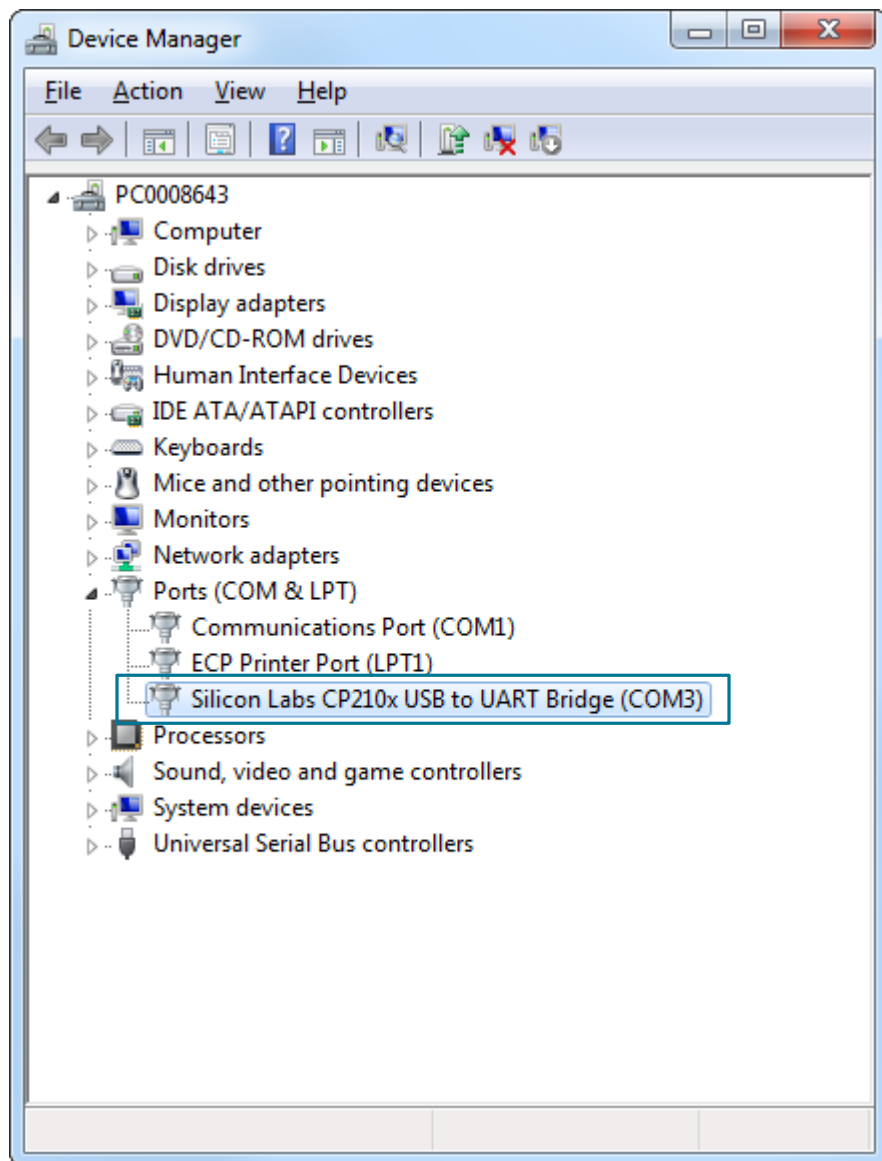 Device Manager
File Action View Help
PC0008643
Computer
Disk drives
Display adapters
DVD/CD-ROM drives
Human Interface Devices
IDE ATA/ATAPI controllers
Keyboards
Mice and other pointing devices
Monitors
Network adapters
Ports (COM & LPT)
Communications Port (COM1)
ECP Printer Port (LPT1)
Silicon Labs CP210x USB to UART Bridge (COM3)
Processors
Sound, video and game controllers
System devices
Universal Serial Bus controllers